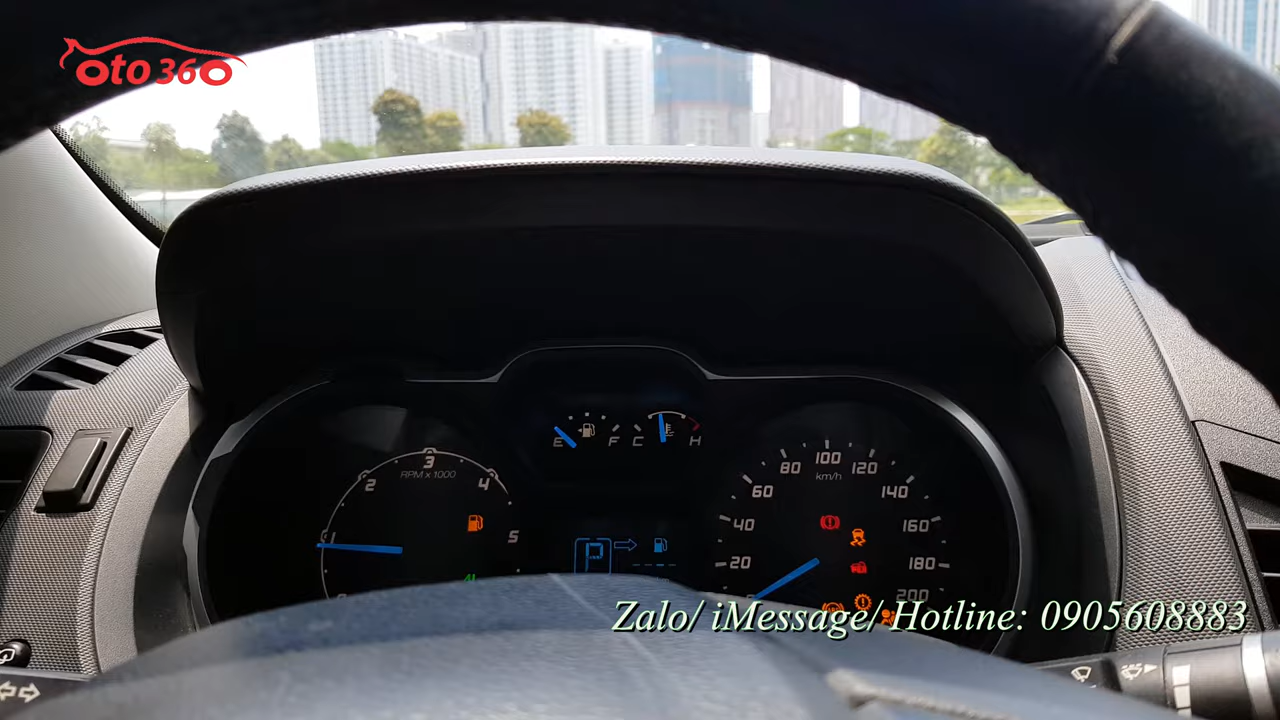 oto360
E F C H
3
RPM x 1000
2 4
1 5
80 100 120
km/h
60 140
40 160
20 180
200
P
Zalo/ iMessage/ Hotline: 0905608883